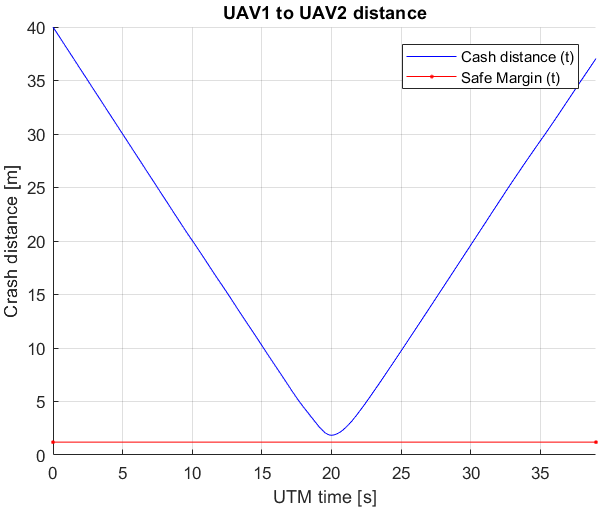 UAV1 to UAV2 distance
Cash distance (t)
Safe Margin (t)
Crash distance [m]
40
35
30
25
20
15
10
5
0
0 5 10 15 20 25 30 35
UTM time [s]